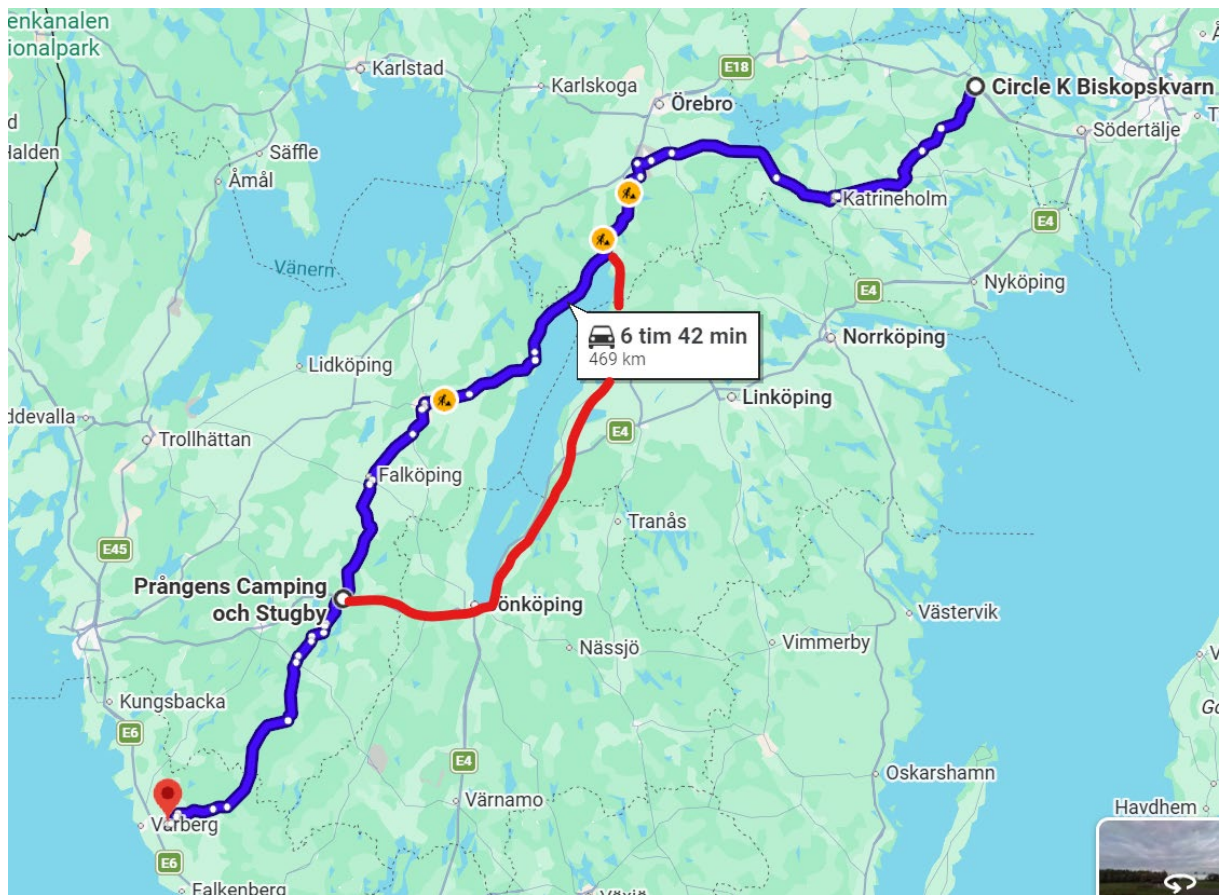 enkanalen
ionalpark
Karlstad
Karlskoga
E18
Örebro
Circle K Biskopskvarn
Södertälje
Halden
Säffle
Åmål
Katrineholm
E4
Vänern
Nyköping
E4
6 tim 42 min
469 km
Norrköping
Lidköping
Linköping
ddevalla
Trollhättan
E4
Falköping
Tranås
E45
Prångens Camping
och Stugby
önköping
Västervik
Nässjö
Vimmerby
Kungsbacka
E6
E4
Oskarshamn
Värnamo
Havdhem
Varberg
E6
Falkenberg
Växjö